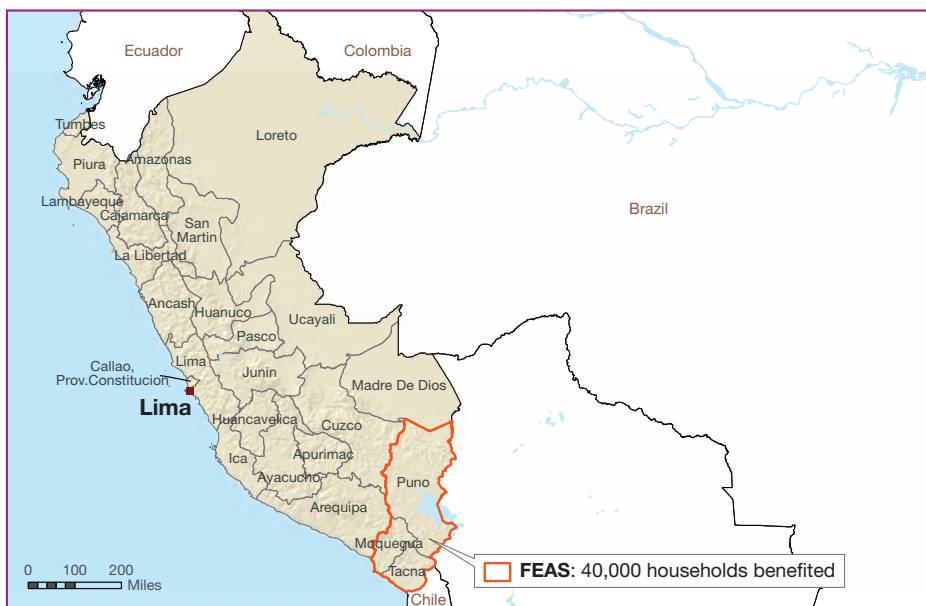 Ecuador
Colombia
Tumbes
Loreto
Piura
Amazonas
Lambayeque
Cajamarca
San
Martin
Brazil
La Libertad
Ancash
Huanuco
Ucayali
Pasco
Lima
Junin
Callao,
Prov.Constitucion
Madre De Dios
Lima
Huancavelica
Cuzco
Ica
Apurimac
Ayacucho
Puno
Arequipa
Moquegua
FEAS: 40,000 households benefited
Tacna
0 100 200
Miles
Chile